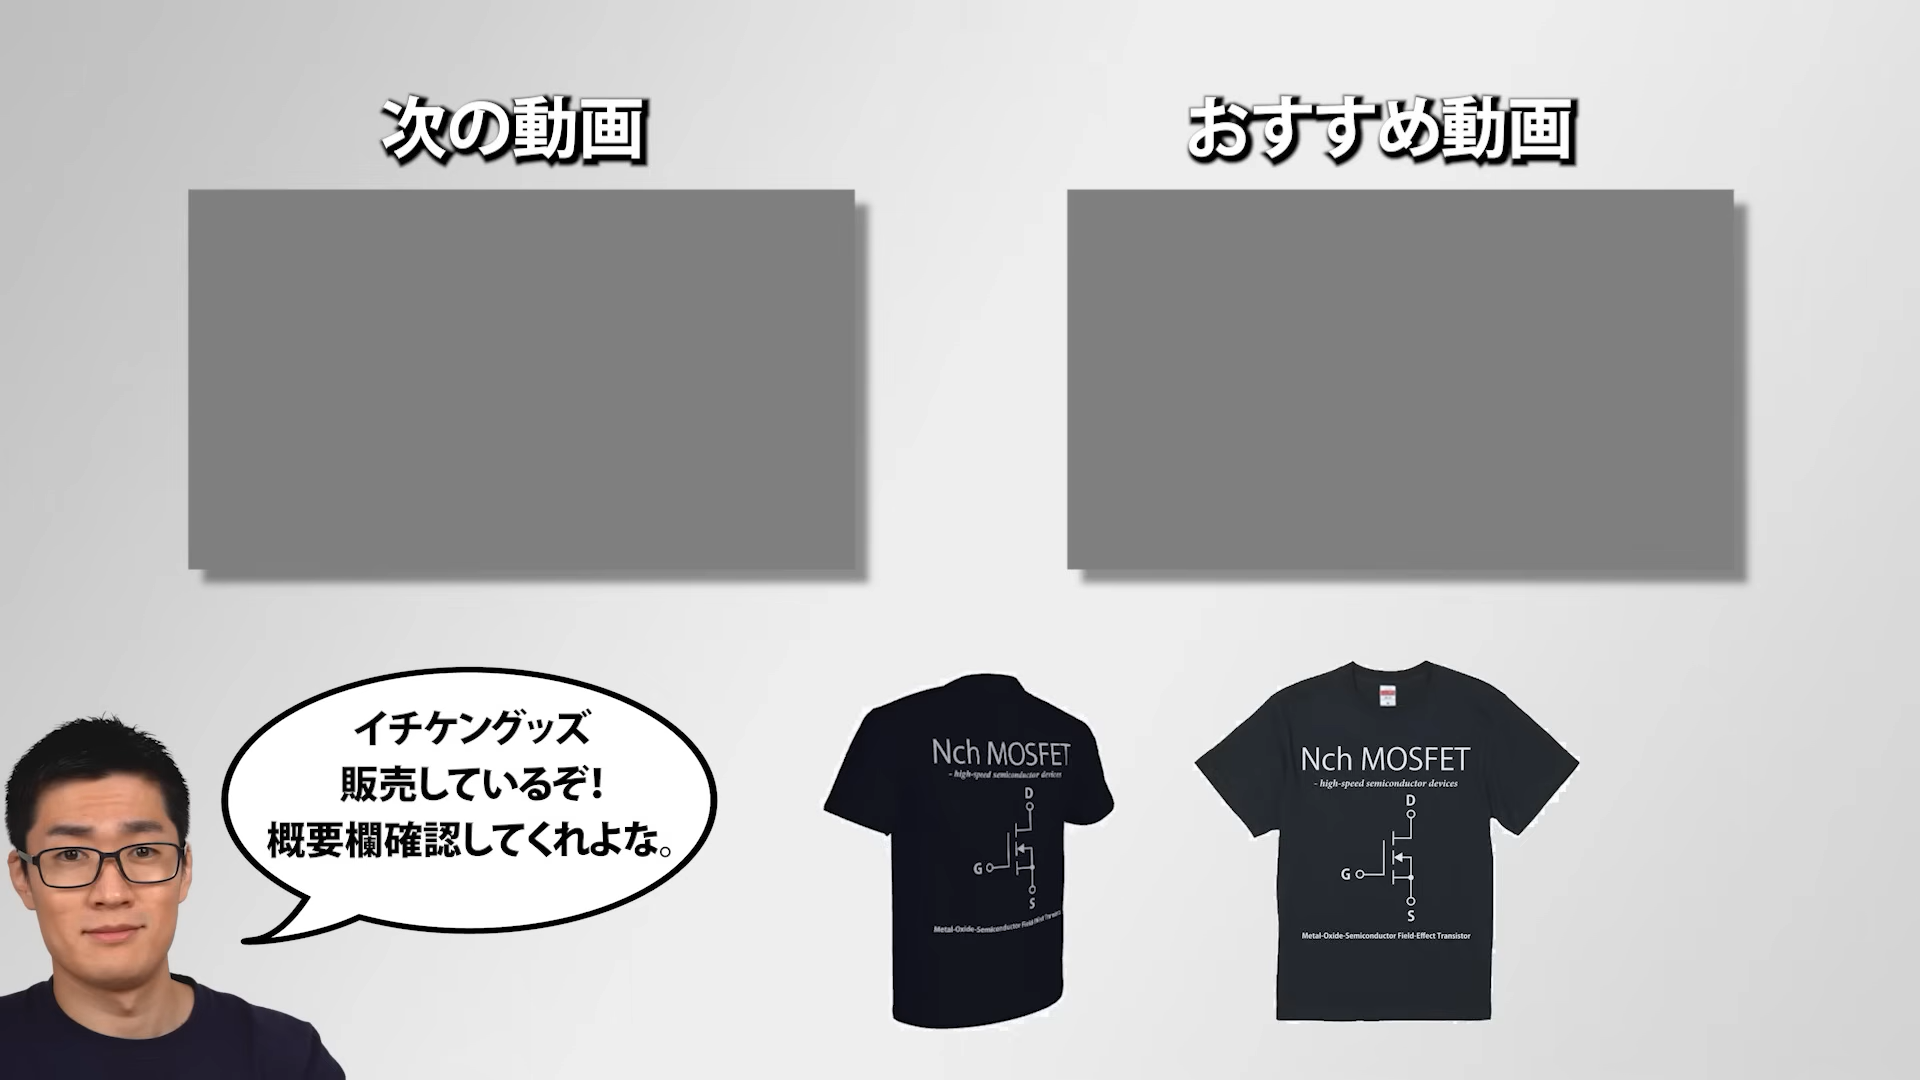 次の動画
おすすめ動画
イチケングッズ
販売しているぞ！
概要欄確認してくれよな。
Nch MOSFET
- high-speed semiconductor devices
D
G
S
Metal-Oxide-Semiconductor Field-Effect
Nch MOSFET
- high-speed semiconductor devices
D
G
S
Metal-Oxide-Semiconductor Field-Effect Transistor